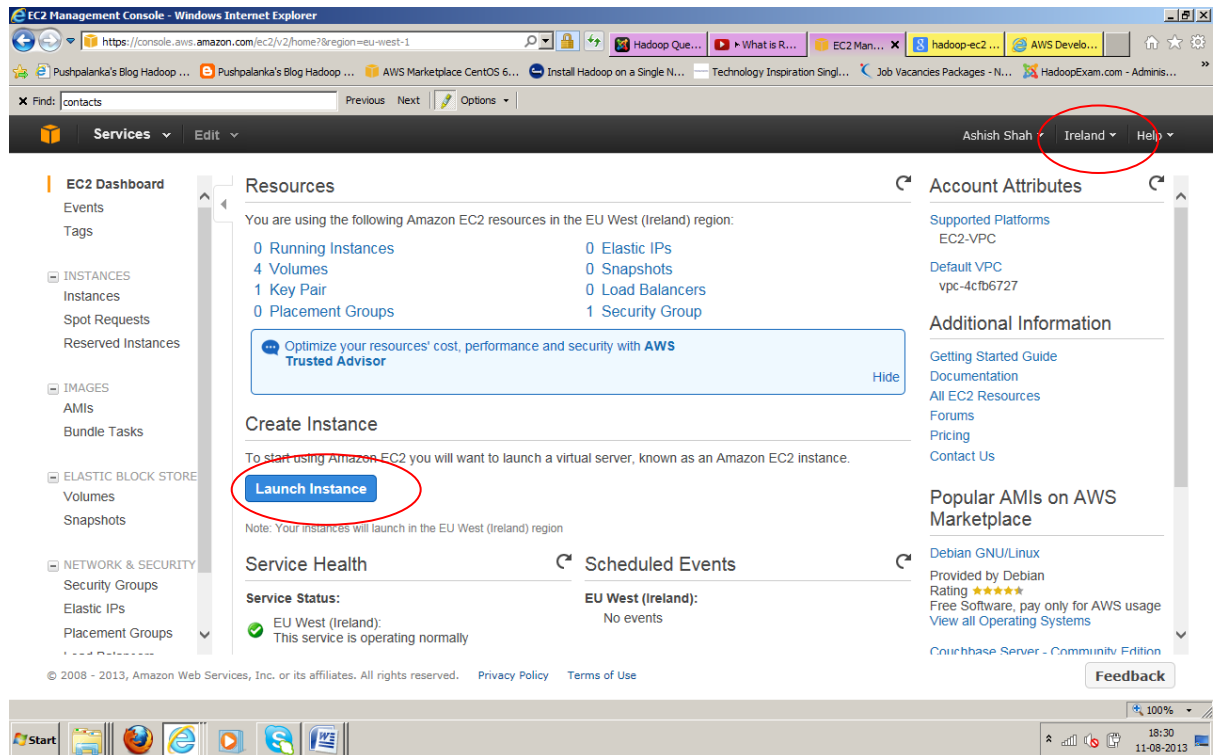 EC2 Management Console - Windows Internet Explorer
https://console.aws.amazon.com/ec2/v2/home?&region=eu-west-1
Hadoop Que...
What is R...
EC2 Man...
hadoop-ec2 ...
AWS Develo...
Pushpalanka's Blog Hadoop ...
Pushpalanka's Blog Hadoop ...
AWS Marketplace CentOS 6...
Install Hadoop on a Single N...
Technology Inspiration Singl...
Job Vacancies Packages - N...
HadoopExam.com - Adminis...
Find: contacts
Previous
Next
Options
Services
Edit
Ashish Shah
Ireland
Help
EC2 Dashboard
Events
Tags
INSTANCES
Instances
Spot Requests
Reserved Instances
IMAGES
AMIs
Bundle Tasks
ELASTIC BLOCK STORE
Volumes
Snapshots
NETWORK & SECURITY
Security Groups
Elastic IPs
Placement Groups
Load Balancers
Resources
You are using the following Amazon EC2 resources in the EU West (Ireland) region:
0 Running Instances
0 Elastic IPs
4 Volumes
0 Snapshots
1 Key Pair
0 Load Balancers
0 Placement Groups
1 Security Group
Optimize your resources' cost, performance and security with AWS
Trusted Advisor
Hide
Create Instance
To start using Amazon EC2 you will want to launch a virtual server, known as an Amazon EC2 instance.
Launch Instance
Note: Your instances will launch in the EU West (Ireland) region
Service Health
Service Status:
EU West (Ireland):
This service is operating normally
Scheduled Events
EU West (Ireland):
No events
Account Attributes
Supported Platforms
EC2-VPC
Default VPC
vpc-4cfb6727
Additional Information
Getting Started Guide
Documentation
All EC2 Resources
Forums
Pricing
Contact Us
Popular AMIs on AWS
Marketplace
Debian GNU/Linux
Provided by Debian
Rating
Free Software, pay only for AWS usage
View all Operating Systems
Couchbase Server - Community Edition
© 2008 - 2013, Amazon Web Services, Inc. or its affiliates. All rights reserved.
Privacy Policy
Terms of Use
Feedback
100%
Start
18:30
11-08-2013